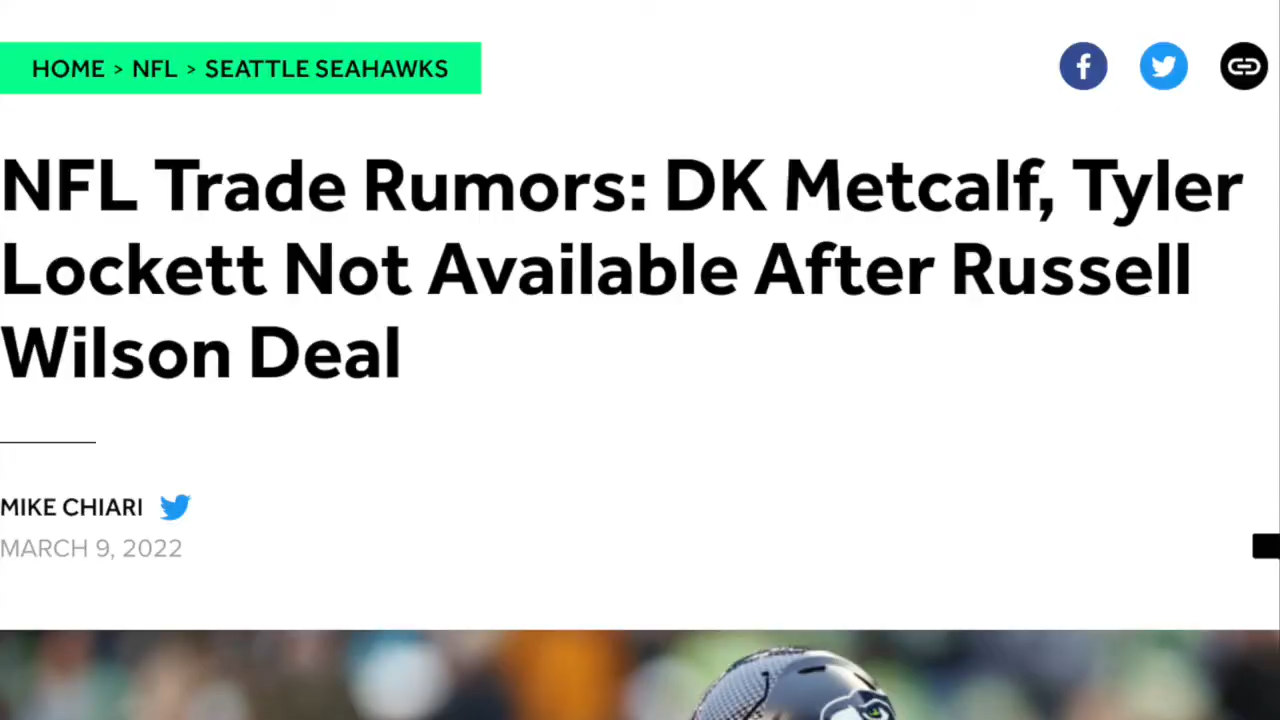 HOME > NFL > SEATTLE SEAHAWKS
NFL Trade Rumors: DK Metcalf, Tyler
Lockett Not Available After Russell
Wilson Deal
MIKE CHIARI
MARCH 9, 2022